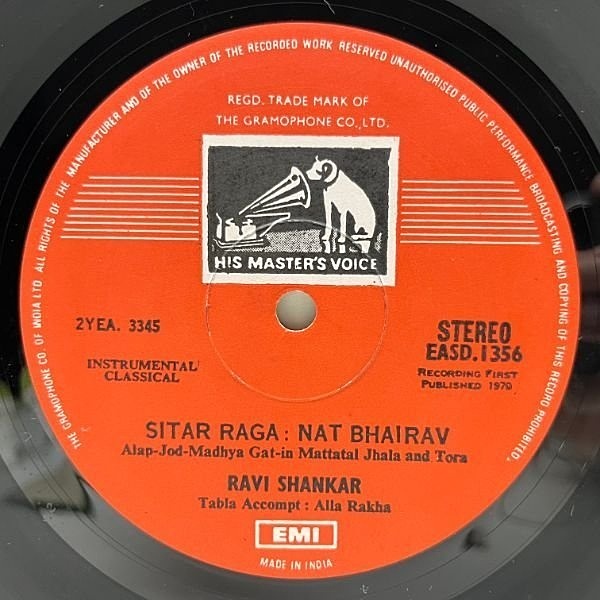 ALL RIGHTS OF THE MANUFACTURER AND OF THE OWNER OF THE RECORDED WORK RESERVED UNAUTHORISED PUBLIC PERFORMANCE BROADCASTING AND COPYING OF THIS RECORD PROHIBITED.
THE GRAMOPHONE CO. OF INDIA LTD.
REGD. TRADE MARK OF
THE GRAMOPHONE CO., LTD.
HIS MASTER'S VOICE
2YEA. 3345
INSTRUMENTAL/
CLASSICAL
STEREO
EASD. 1356
RECORDING FIRST
PUBLISHED 1970
SITAR RAGA : NAT BHAIRAV
Alap-Jod-Madhya Gat-in Mattatal Jhala and Tora
RAVI SHANKAR
Tabla Accompt : Alla Rakha
EMI
MADE IN INDIA